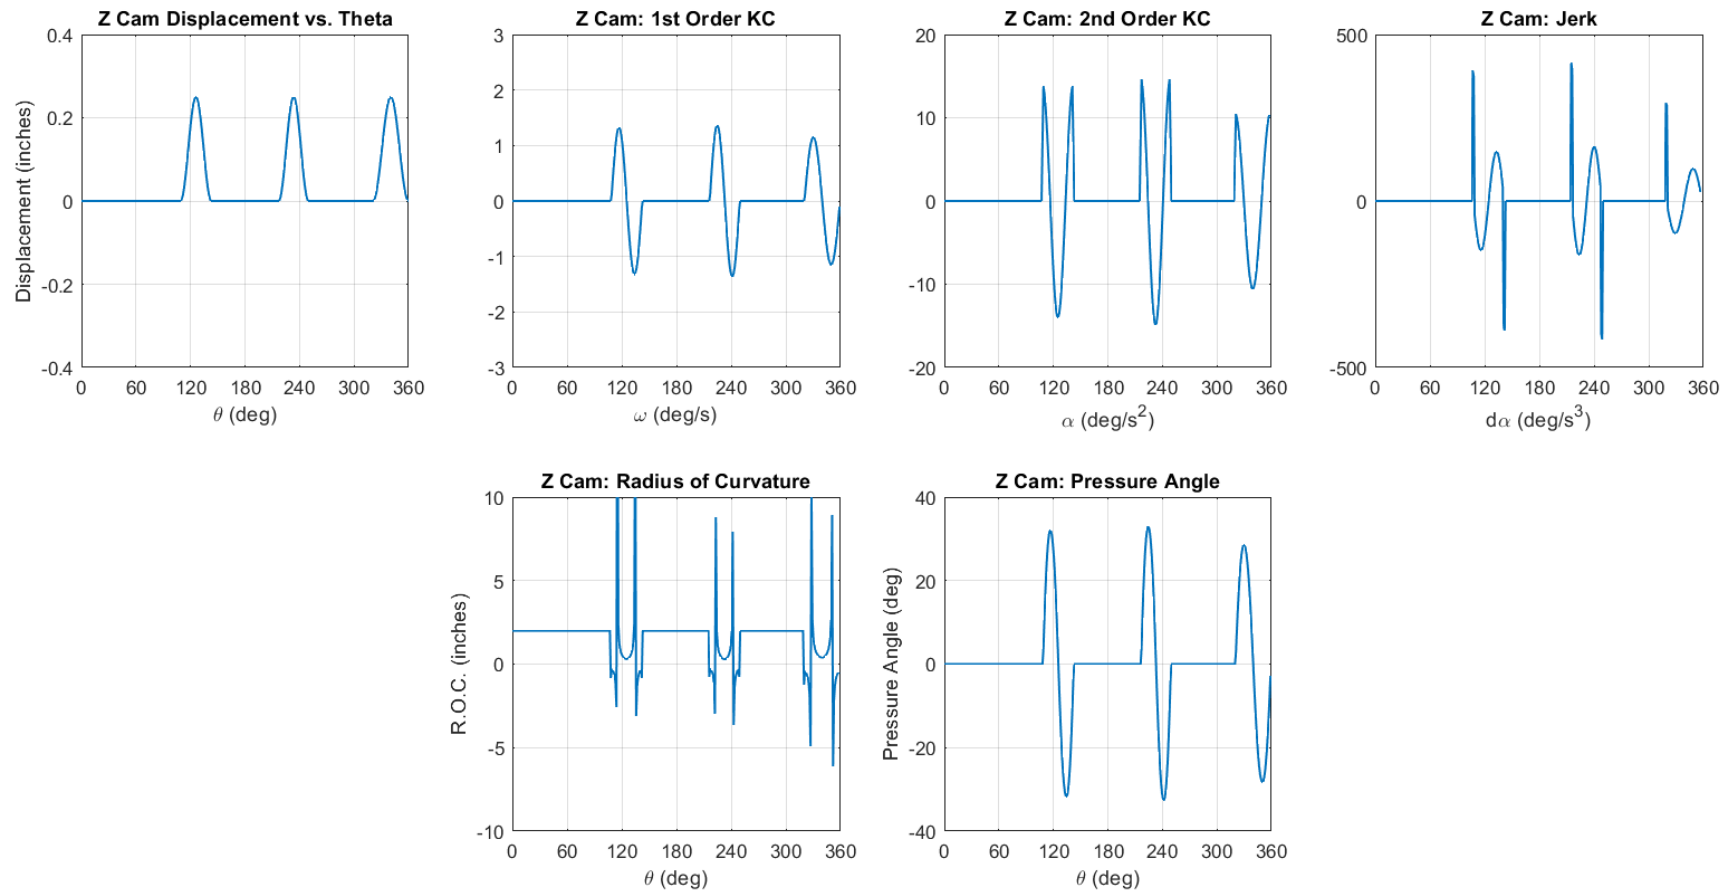 Z Cam Displacement vs. Theta
Displacement (inches)
0.4
0.2
0
-0.2
-0.4
0 60 120 180 240 300 360
θ (deg)
Z Cam: 1st Order KC
3
2
1
0
-1
-2
-3
0 60 120 180 240 300 360
ω (deg/s)
Z Cam: 2nd Order KC
20
10
0
-10
-20
0 60 120 180 240 300 360
α (deg/s²)
Z Cam: Jerk
500
0
-500
0 60 120 180 240 300 360
dα (deg/s³)
Z Cam: Radius of Curvature
R.O.C. (inches)
10
5
0
-5
-10
0 60 120 180 240 300 360
θ (deg)
Z Cam: Pressure Angle
Pressure Angle (deg)
40
20
0
-20
-40
0 60 120 180 240 300 360
θ (deg)